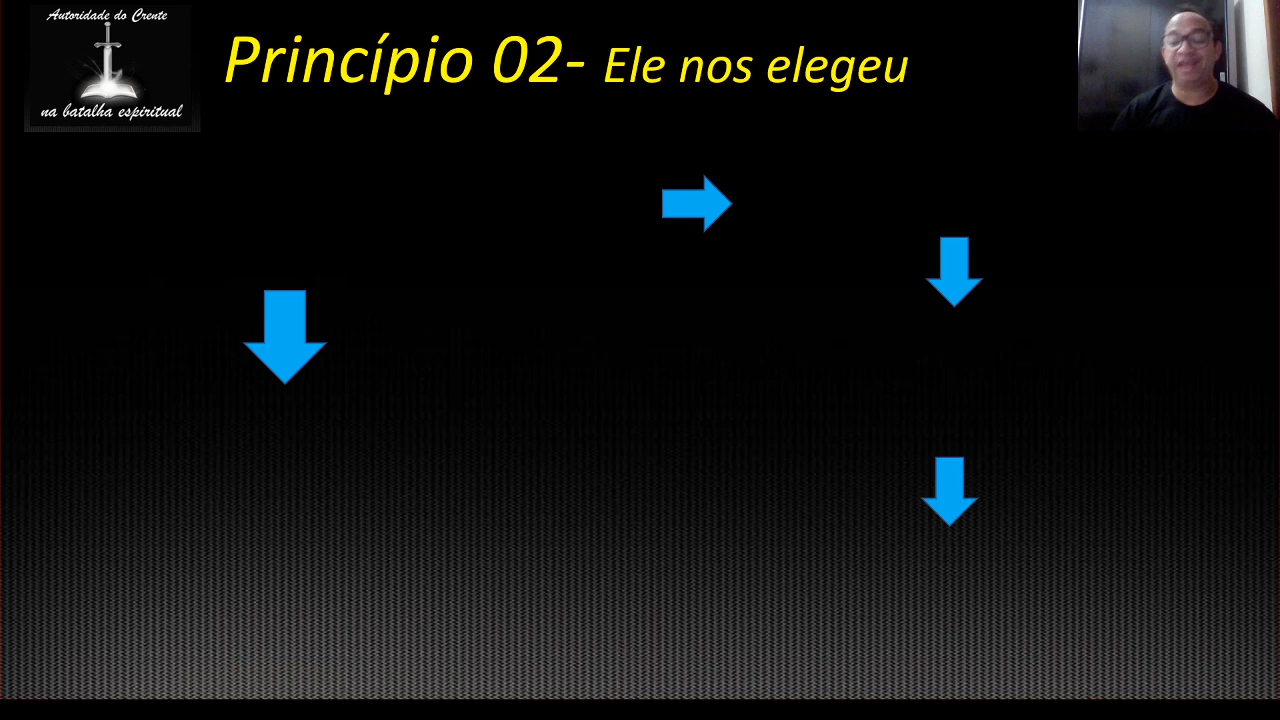 Autoridade do Crente
na batalha espiritual
Princípio 02- Ele nos elegeu